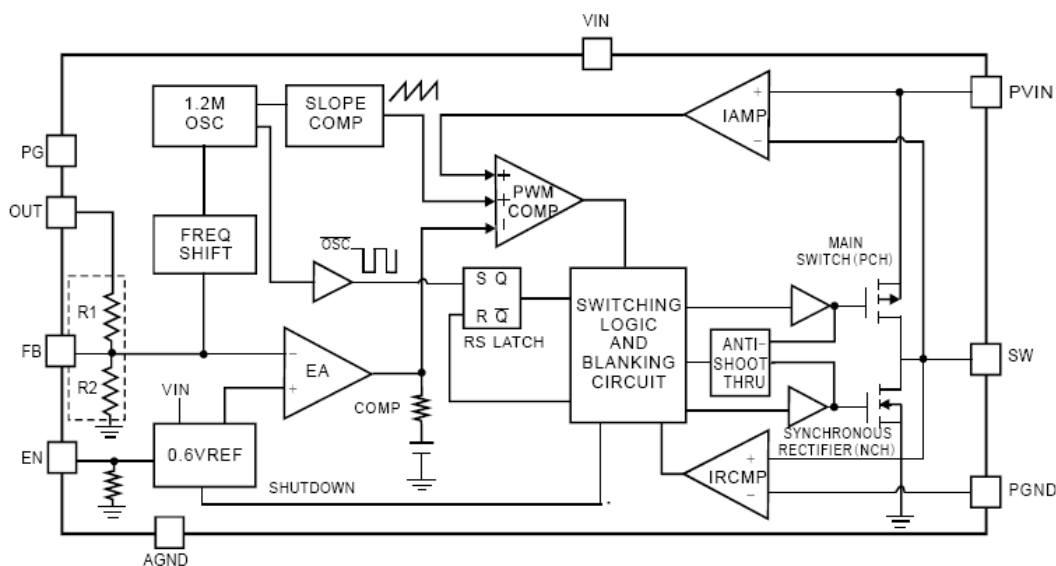 VIN
PVIN
1.2M
OSC
SLOPE
COMP
IAMP
+
−
PG
OUT
FREQ
SHIFT
+
+
−
PWM
COMP
OSC
MAIN
SWITCH (PCH)
R1
S Q
R Q
RS LATCH
SWITCHING
LOGIC
AND
BLANKING
CIRCUIT
ANTI-
SHOOT
THRU
FB
SW
R2
−
+
EA
VIN
COMP
EN
0.6VREF
SYNCHRONOUS
RECTIFIER (NCH)
+
−
IRCMP
SHUTDOWN
PGND
AGND